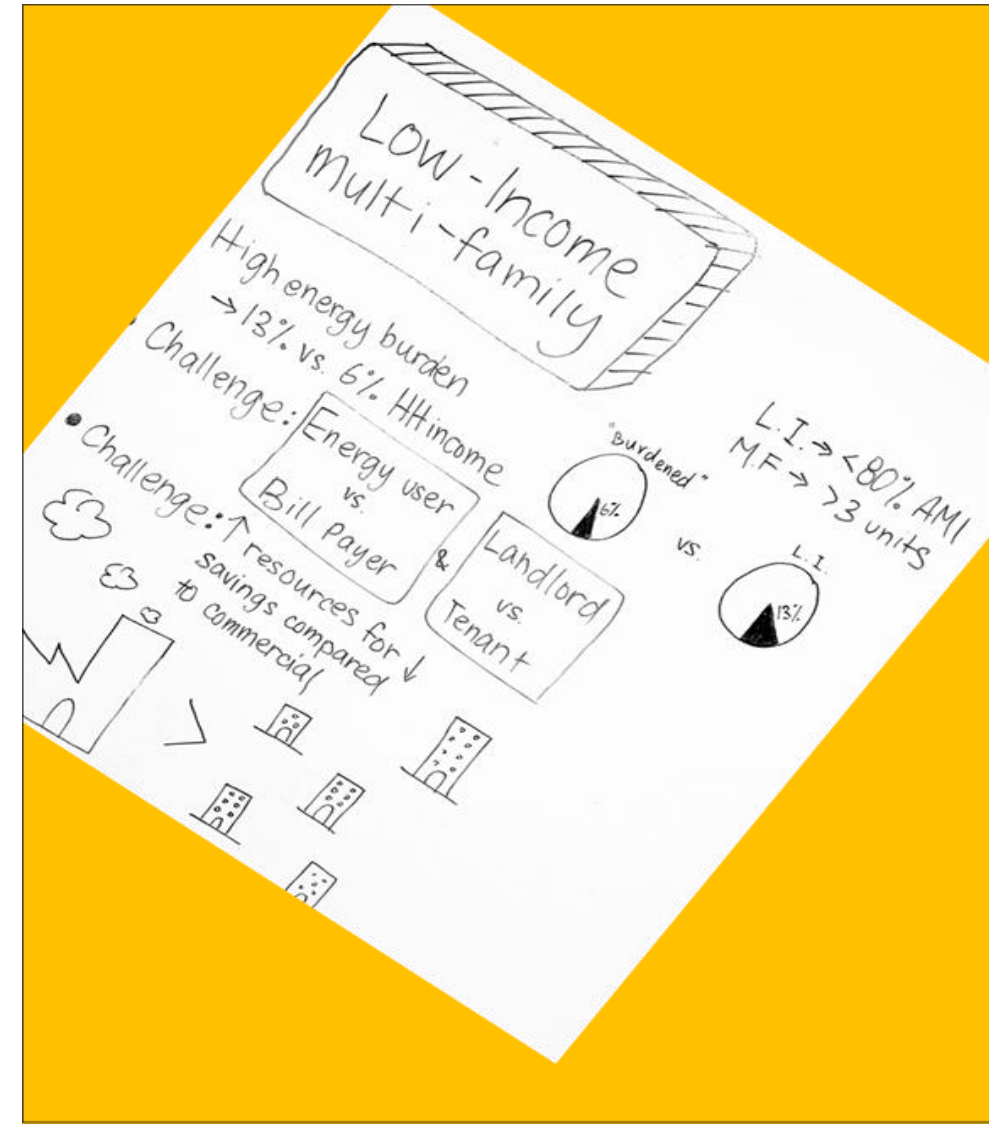 Low-Income
multi-family
High energy burden
→ 13% vs. 6% HH income
• Challenge: Energy user
vs.
Bill Payer
&
Landlord
vs.
Tenant
• Challenge: ↑ resources for ↓
savings compared
to commercial
>
L.I. → <80% AMI
M.F → >3 units
"Burdened"
6%
vs.
L.I.
13%